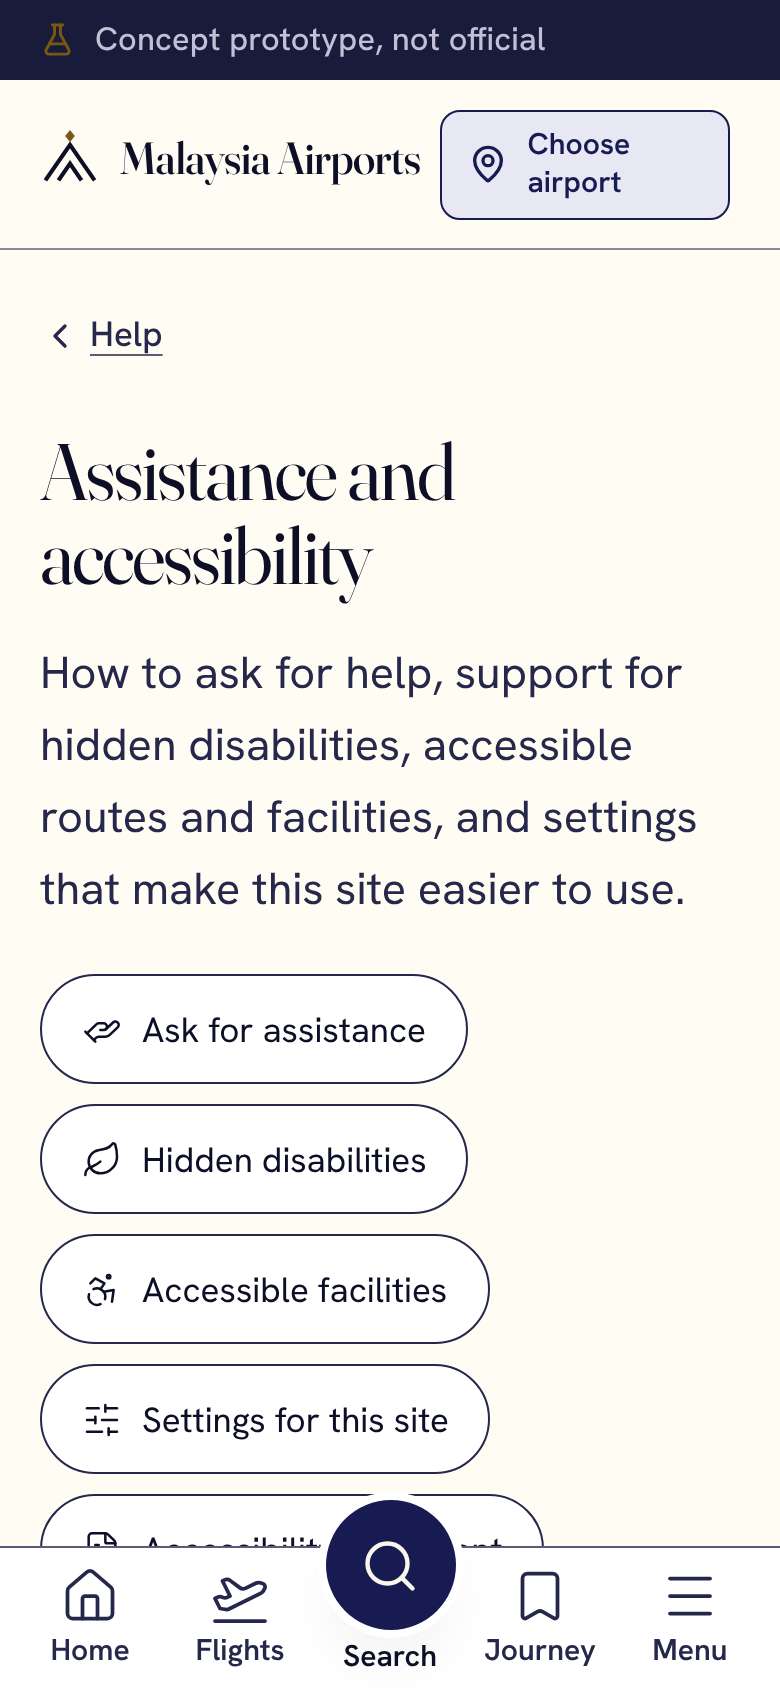 Concept prototype, not official
Malaysia Airports
Choose
airport
Help
Assistance and
accessibility
How to ask for help, support for
hidden disabilities, accessible
routes and facilities, and settings
that make this site easier to use.
Ask for assistance
Hidden disabilities
Accessible facilities
Settings for this site
Home
Flights
Search
Journey
Menu